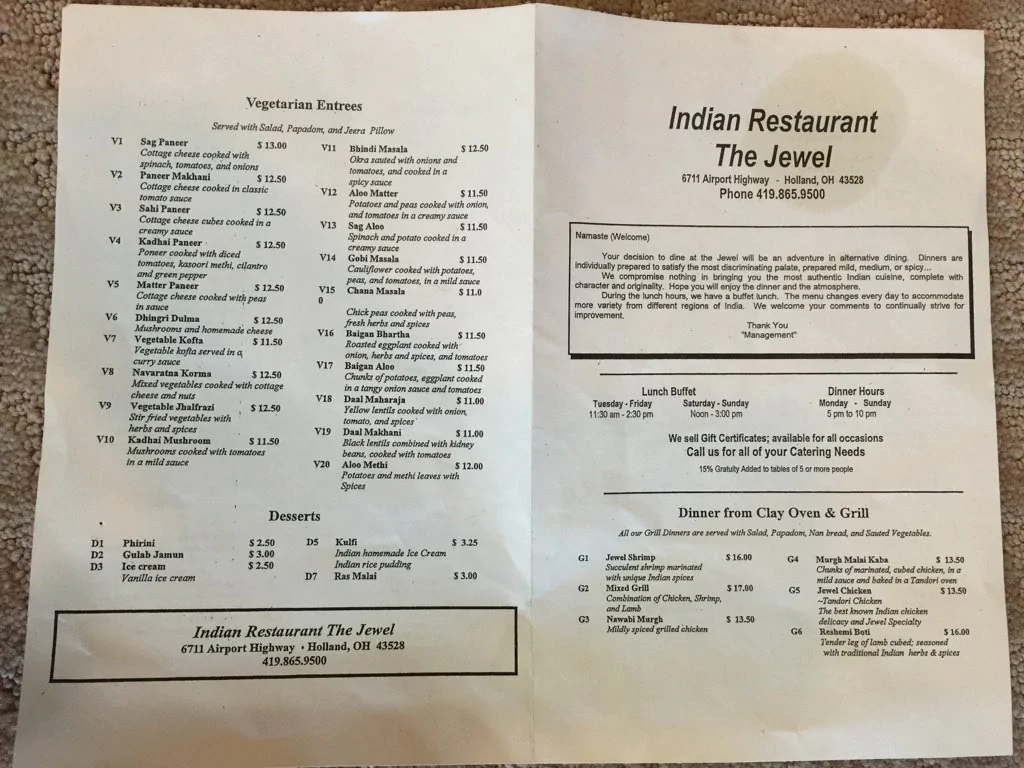 Vegetarian Entrees
Served with Salad, Papadom, and Jeera Pillow
V1 Sag Paneer $ 13.00
Cottage cheese cooked with
spinach, tomatoes, and onions
V2 Paneer Makhani $ 12.50
Cottage cheese cooked in classic
tomato sauce
V3 Sahi Paneer $ 12.50
Cottage cheese cubes cooked in a
creamy sauce
V4 Kadhai Paneer $ 12.50
Poneer cooked with diced
tomatoes, kasoori methi, cilantro
and green pepper
V5 Matter Paneer $ 12.50
Cottage cheese cooked with peas
in sauce
V6 Dhingri Dulma $ 12.50
Mushrooms and homemade cheese
V7 Vegetable Kofta $ 11.50
Vegetable kofta served in a
curry sauce
V8 Navaratna Korma $ 12.50
Mixed vegetables cooked with cottage
cheese and nuts
V9 Vegetable Jhalfrazi $ 12.50
Stir fried vegetables with
herbs and spices
V10 Kadhai Mushroom $ 11.50
Mushrooms cooked with tomatoes
in a mild sauce
V11 Bhindi Masala $ 12.50
Okra sauted with onions and
tomatoes, and cooked in a
spicy sauce
V12 Aloo Matter $ 11.50
Potatoes and peas cooked with onion,
and tomatoes in a creamy sauce
V13 Sag Aloo $ 11.50
Spinach and potato cooked in a
creamy sauce
V14 Gobi Masala $ 11.50
Cauliflower cooked with potatoes,
peas, and tomatoes, in a mild sauce
V15 Chana Masala $ 11.0
0
Chick peas cooked with peas,
fresh herbs and spices
V16 Baigan Bhartha $ 11.50
Roasted eggplant cooked with
onion, herbs and spices, and tomatoes
V17 Baigan Aloo $ 11.50
Chunks of potatoes, eggplant cooked
in a tangy onion sauce and tomatoes
V18 Daal Maharaja $ 11.00
Yellow lentils cooked with onion,
tomato, and spices
V19 Daal Makhani $ 11.00
Black lentils combined with kidney
beans, cooked with tomatoes
V20 Aloo Methi $ 12.00
Potatoes and methi leaves with
Spices
Desserts
D1 Phirini $ 2.50
D2 Gulab Jamun $ 3.00
D3 Ice cream $ 2.50
Vanilla ice cream
D5 Kulfi $ 3.25
Indian homemade Ice Cream
Indian rice pudding
D7 Ras Malai $ 3.00
Indian Restaurant The Jewel
6711 Airport Highway • Holland, OH 43528
419.865.9500
Indian Restaurant
The Jewel
6711 Airport Highway - Holland, OH 43528
Phone 419.865.9500
Namaste (Welcome)
Your decision to dine at the Jewel will be an adventure in alternative dining. Dinners are
individually prepared to satisfy the most discriminating palate, prepared mild, medium, or spicy...
We compromise nothing in bringing you the most authentic Indian cuisine, complete with
character and originality. Hope you will enjoy the dinner and the atmosphere.
During the lunch hours, we have a buffet lunch. The menu changes every day to accommodate
more variety from different regions of India. We welcome your comments to continually strive for
improvement.
Thank You
"Management"
Lunch Buffet
Tuesday - Friday Saturday - Sunday
11:30 am - 2:30 pm Noon - 3:00 pm
Dinner Hours
Monday - Sunday
5 pm to 10 pm
We sell Gift Certificates; available for all occasions
Call us for all of your Catering Needs
15% Gratuity Added to tables of 5 or more people
Dinner from Clay Oven & Grill
All our Grill Dinners are served with Salad, Papadom, Nan bread, and Sauted Vegetables.
G1 Jewel Shrimp $ 16.00
Succulent shrimp marinated
with unique Indian spices
G2 Mixed Grill $ 17.00
Combination of Chicken, Shrimp,
and Lamb
G3 Nawabi Murgh $ 13.50
Mildly spiced grilled chicken
G4 Murgh Malai Kaba $ 13.50
Chunks of marinated, cubed chicken, in a
mild sauce and baked in a Tandori oven
G5 Jewel Chicken $ 13.50
~Tandori Chicken
The best known Indian chicken
delicacy and Jewel Specialty
G6 Reshemi Boti $ 16.00
Tender leg of lamb cubed; seasoned
with traditional Indian herbs & spices